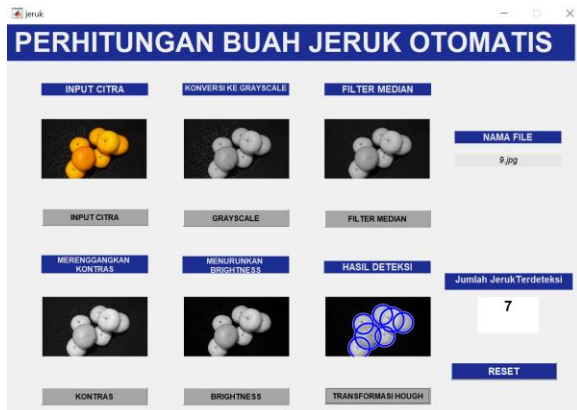 jeruk
PERHITUNGAN BUAH JERUK OTOMATIS
INPUT CITRA
KONVERSI KE GRAYSCALE
FILTER MEDIAN
NAMA FILE
9.jpg
INPUT CITRA
GRAYSCALE
FILTER MEDIAN
MERENGGANGKAN
KONTRAS
MENURUNKAN
BRIGHTNESS
HASIL DETEKSI
Jumlah JerukTerdeteksi
7
RESET
KONTRAS
BRIGHTNESS
TRANSFORMASI HOUGH